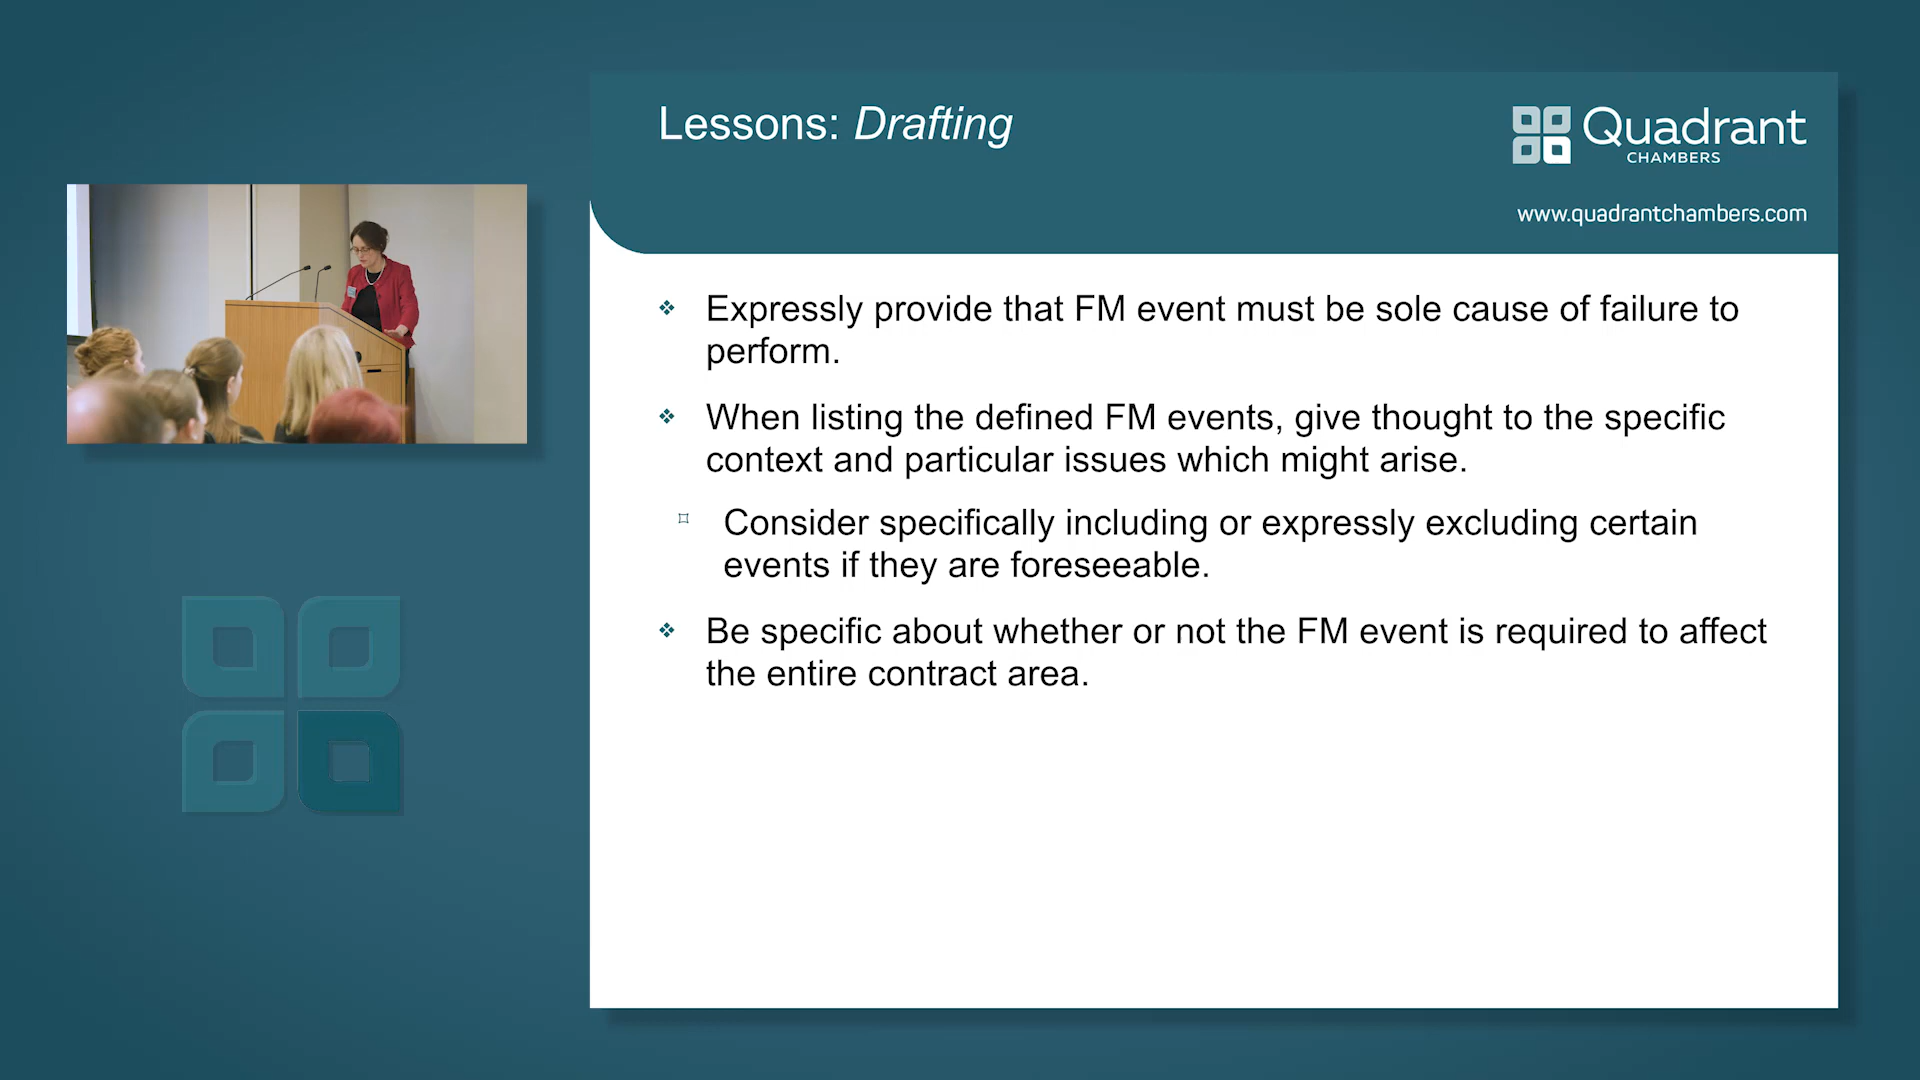 Lessons: Drafting
Quadrant
CHAMBERS
www.quadrantchambers.com
❖ Expressly provide that FM event must be sole cause of failure to
perform.
❖ When listing the defined FM events, give thought to the specific
context and particular issues which might arise.
¤ Consider specifically including or expressly excluding certain
events if they are foreseeable.
❖ Be specific about whether or not the FM event is required to affect
the entire contract area.